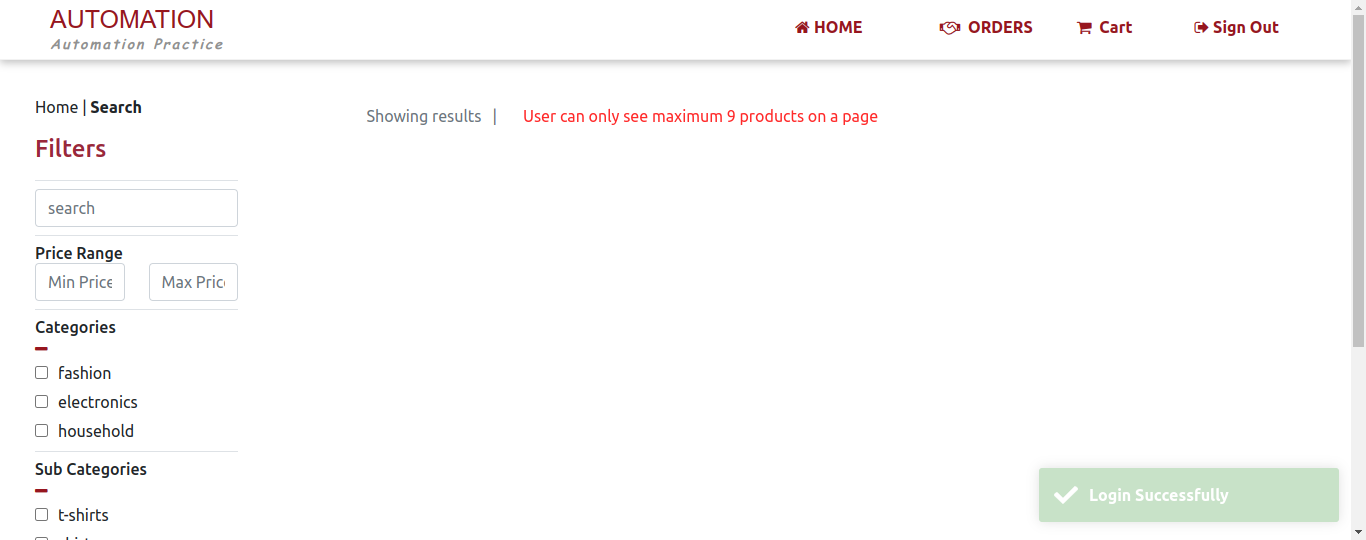 AUTOMATION
Automation Practice
HOME
ORDERS
Cart
Sign Out
Home | Search
Showing results |
User can only see maximum 9 products on a page
Filters
search
Price Range
Min Price
Max Pric
Categories
fashion
electronics
household
Sub Categories
t-shirts
Login Successfully